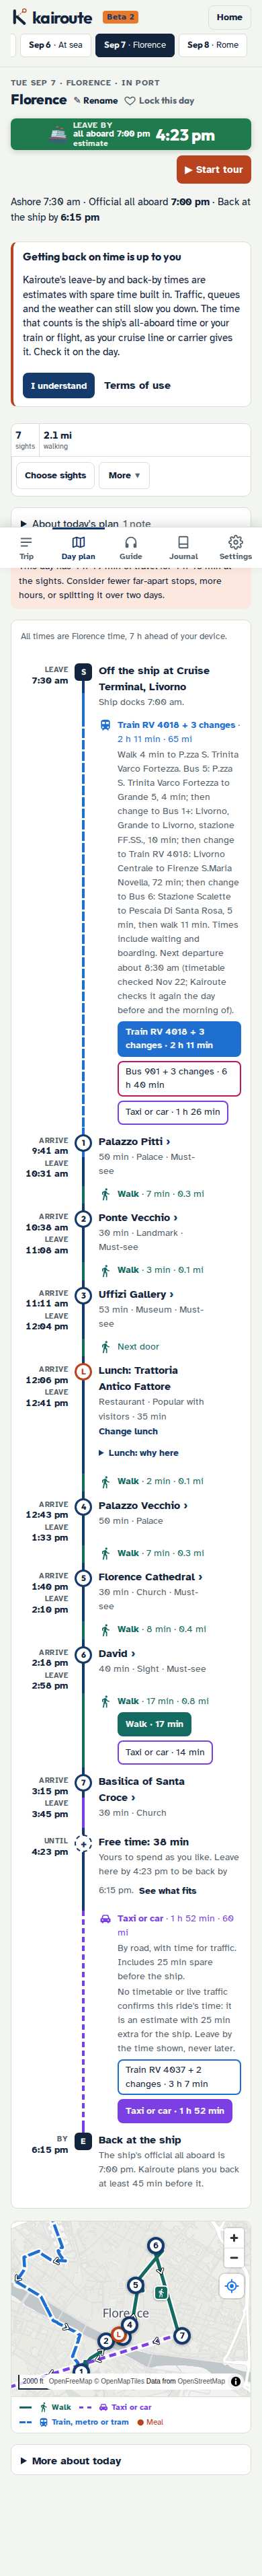 kairoute Beta 2 Home
Sep 6 · At sea Sep 7 · Florence Sep 8 · Rome
TUE SEP 7 · FLORENCE · IN PORT
Florence ✎ Rename ♡ Lock this day
LEAVE BY
all aboard 7:00 pm
estimate
4:23 pm
▶ Start tour
Ashore 7:30 am · Official all aboard 7:00 pm · Back at
the ship by 6:15 pm
Getting back on time is up to you
Kairoute's leave-by and back-by times are
estimates with spare time built in. Traffic, queues
and the weather can still slow you down. The time
that counts is the ship's all-aboard time or your
train or flight, as your cruise line or carrier gives
it. Check it on the day.
I understand Terms of use
7
sights
2.1 mi
walking
Choose sights More ▾
▶ About today's plan 1 note
Trip Day plan Guide Journal Settings
the sights. Consider fewer far-apart stops, more
hours, or splitting it over two days.
All times are Florence time, 7 h ahead of your device.
LEAVE
7:30 am
S
Off the ship at Cruise
Terminal, Livorno
Ship docks 7:00 am.
Train RV 4018 + 3 changes ·
2 h 11 min · 65 mi
Walk 4 min to P.zza S. Trinita
Varco Fortezza. Bus 5: P.zza
S. Trinita Varco Fortezza to
Grande 5, 4 min; then
change to Bus 1+: Livorno,
Grande to Livorno, stazione
FF.SS., 10 min; then change
to Train RV 4018: Livorno
Centrale to Firenze S.Maria
Novella, 72 min; then change
to Bus 6: Stazione Scalette
to Pescaia Di Santa Rosa, 5
min, then walk 11 min. Times
include waiting and
boarding. Next departure
about 8:30 am (timetable
checked Nov 22; Kairoute
checks it again the day
before and the morning of).
Train RV 4018 + 3
changes · 2 h 11 min
Bus 901 + 3 changes · 6
h 40 min
Taxi or car · 1 h 26 min
ARRIVE
9:41 am
LEAVE
10:31 am
1
Palazzo Pitti ›
50 min · Palace · Must-
see
Walk · 7 min · 0.3 mi
ARRIVE
10:38 am
LEAVE
11:08 am
2
Ponte Vecchio ›
30 min · Landmark ·
Must-see
Walk · 3 min · 0.1 mi
ARRIVE
11:11 am
LEAVE
12:04 pm
3
Uffizi Gallery ›
53 min · Museum · Must-
see
Next door
ARRIVE
12:06 pm
LEAVE
12:41 pm
L
Lunch: Trattoria
Antico Fattore
Restaurant · Popular with
visitors · 35 min
Change lunch
▶ Lunch: why here
Walk · 2 min · 0.1 mi
ARRIVE
12:43 pm
LEAVE
1:33 pm
4
Palazzo Vecchio ›
50 min · Palace
Walk · 7 min · 0.3 mi
ARRIVE
1:40 pm
LEAVE
2:10 pm
5
Florence Cathedral ›
30 min · Church · Must-
see
Walk · 8 min · 0.4 mi
ARRIVE
2:18 pm
LEAVE
2:58 pm
6
David ›
40 min · Sight · Must-see
Walk · 17 min · 0.8 mi
Walk · 17 min
Taxi or car · 14 min
ARRIVE
3:15 pm
LEAVE
3:45 pm
7
Basilica of Santa
Croce ›
30 min · Church
UNTIL
4:23 pm
+
Free time: 38 min
Yours to spend as you like. Leave
here by 4:23 pm to be back by
6:15 pm. See what fits
Taxi or car · 1 h 52 min · 60
mi
By road, with time for traffic.
Includes 25 min spare
before the ship.
No timetable or live traffic
confirms this ride's time: it
is an estimate with 25 min
extra for the ship. Leave by
the time shown, never later.
Train RV 4037 + 2
changes · 3 h 7 min
Taxi or car · 1 h 52 min
BY
6:15 pm
E
Back at the ship
The ship's official all aboard is
7:00 pm. Kairoute plans you back
at least 45 min before it.
6
5
Florence
4
L
2
7
1
+
−
2000 ft OpenFreeMap © OpenMapTiles Data from OpenStreetMap
Walk Taxi or car
Train, metro or tram Meal
▶ More about today